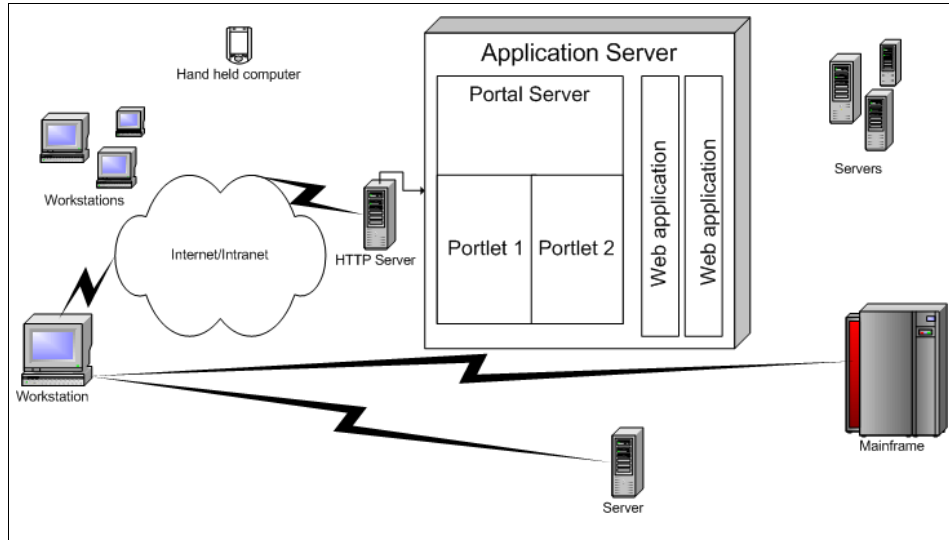 Application Server
Hand held computer
Portal Server
Workstations
Servers
Internet/Intranet
HTTP Server
Portlet 1
Portlet 2
Web application
Web application
Workstation
Mainframe
Server